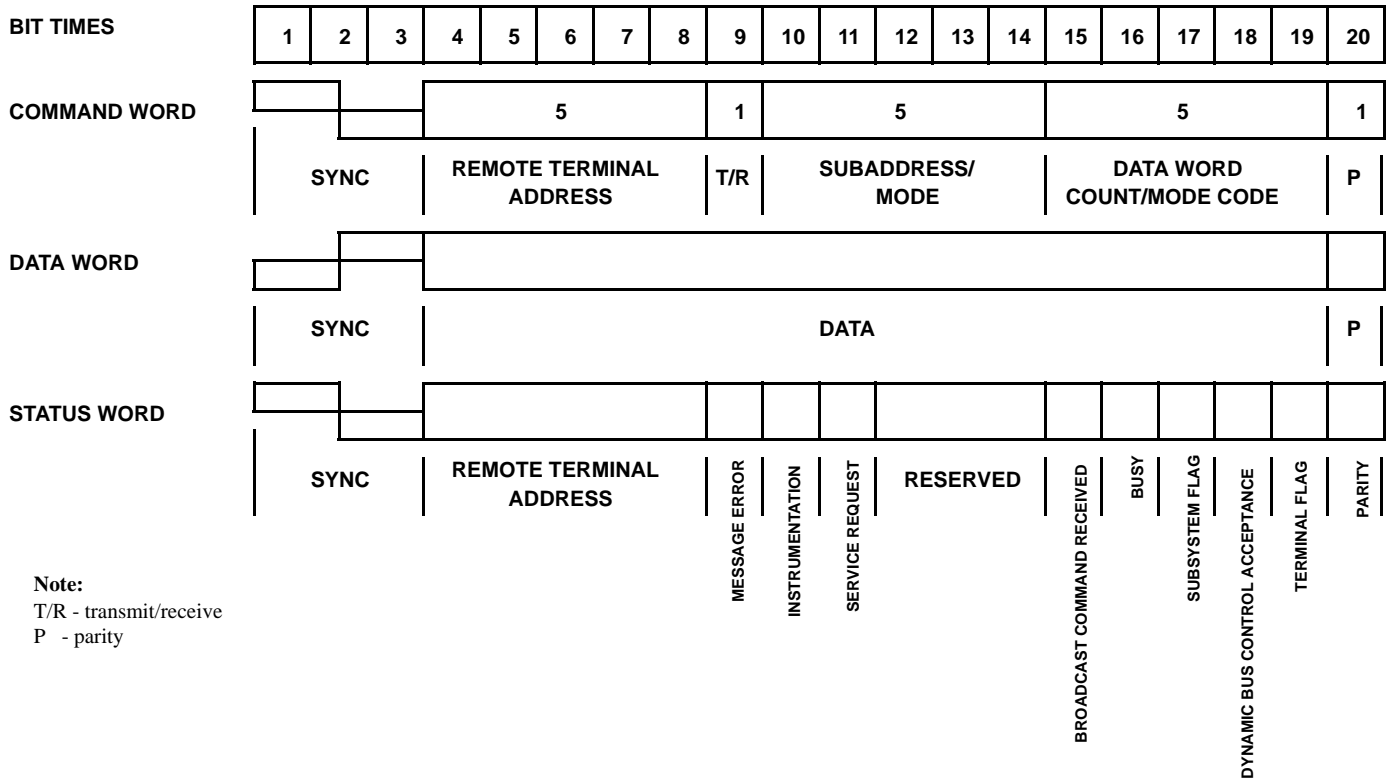 BIT TIMES
1 2 3 4 5 6 7 8 9 10 11 12 13 14 15 16 17 18 19 20
COMMAND WORD
5 1 5 5 1
SYNC
REMOTE TERMINAL
ADDRESS
T/R
SUBADDRESS/
MODE
DATA WORD
COUNT/MODE CODE
P
DATA WORD
SYNC
DATA
P
STATUS WORD
SYNC
REMOTE TERMINAL
ADDRESS
MESSAGE ERROR
INSTRUMENTATION
SERVICE REQUEST
RESERVED
BROADCAST COMMAND RECEIVED
BUSY
SUBSYSTEM FLAG
DYNAMIC BUS CONTROL ACCEPTANCE
TERMINAL FLAG
PARITY
Note:
T/R - transmit/receive
P - parity